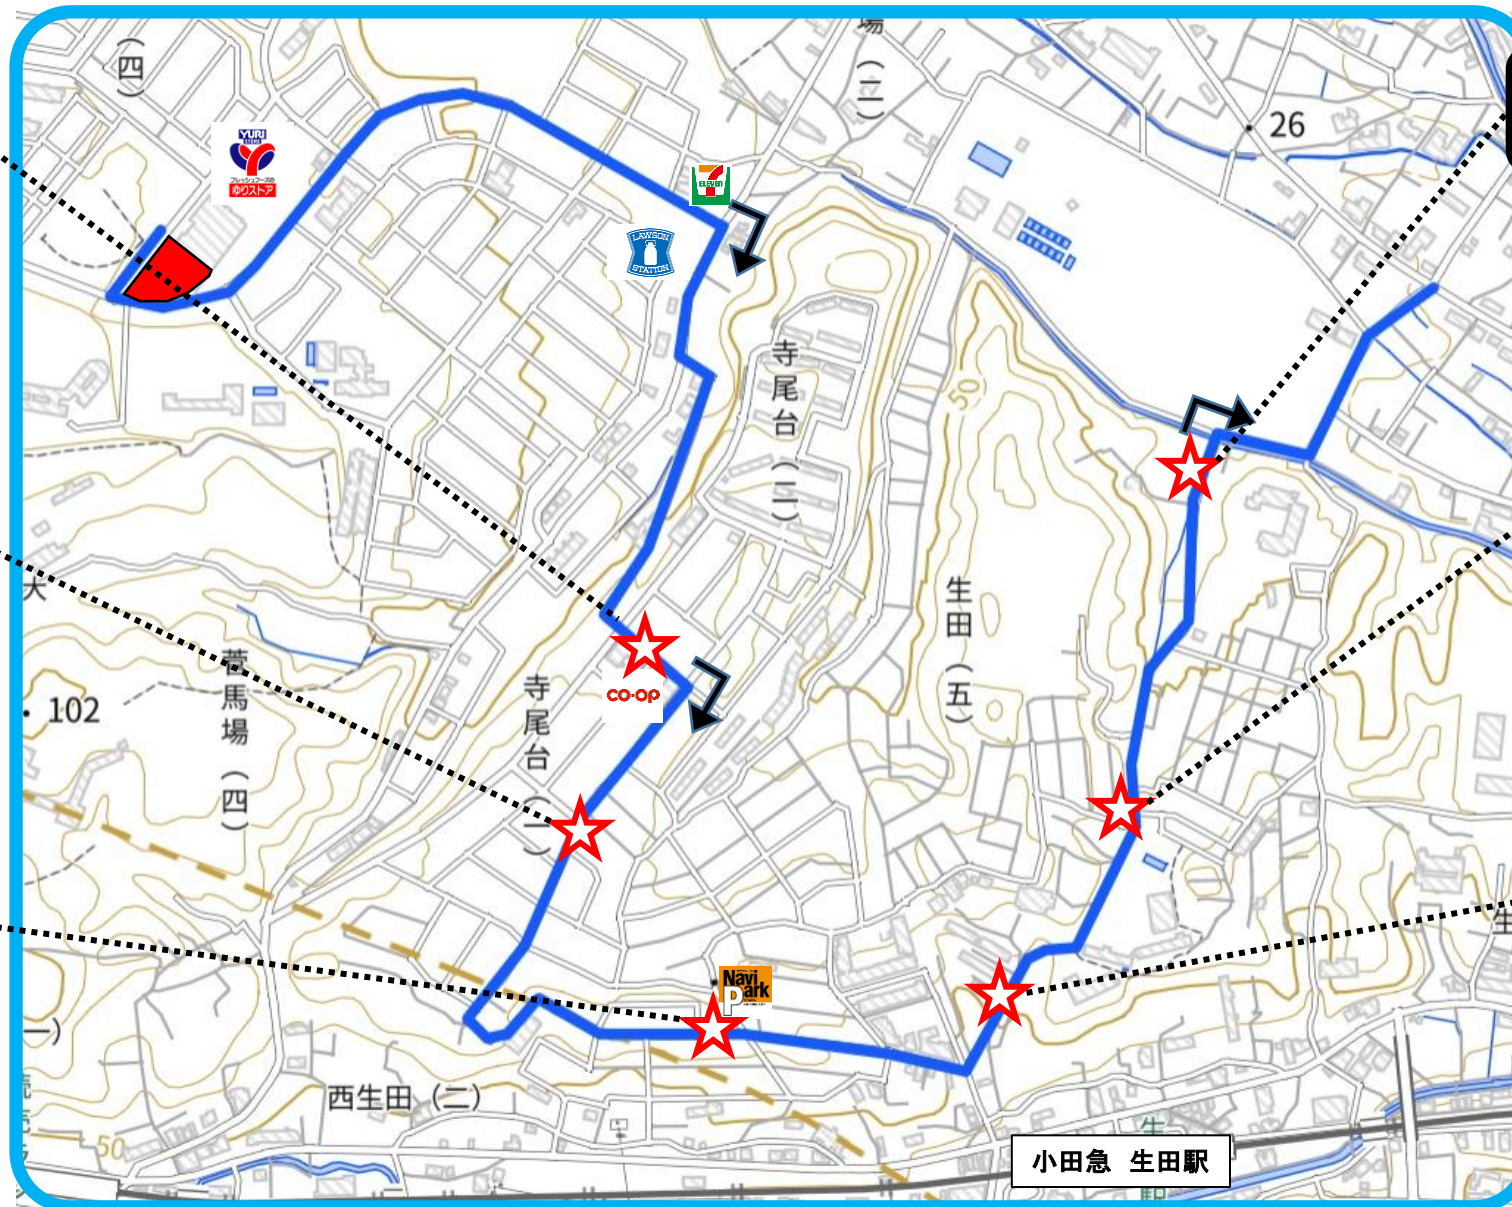 (四)
場(二)
26
YURI
STORE
フレッシュフーズの
ゆりストア
ELEVEN
LAWSON
STATION
寺尾台(二)
50
生田(五)
大
菅馬場(四)
102
寺尾台(一)
CO·OP
Navi
Park
西生田(二)
50
小田急 生田駅
生